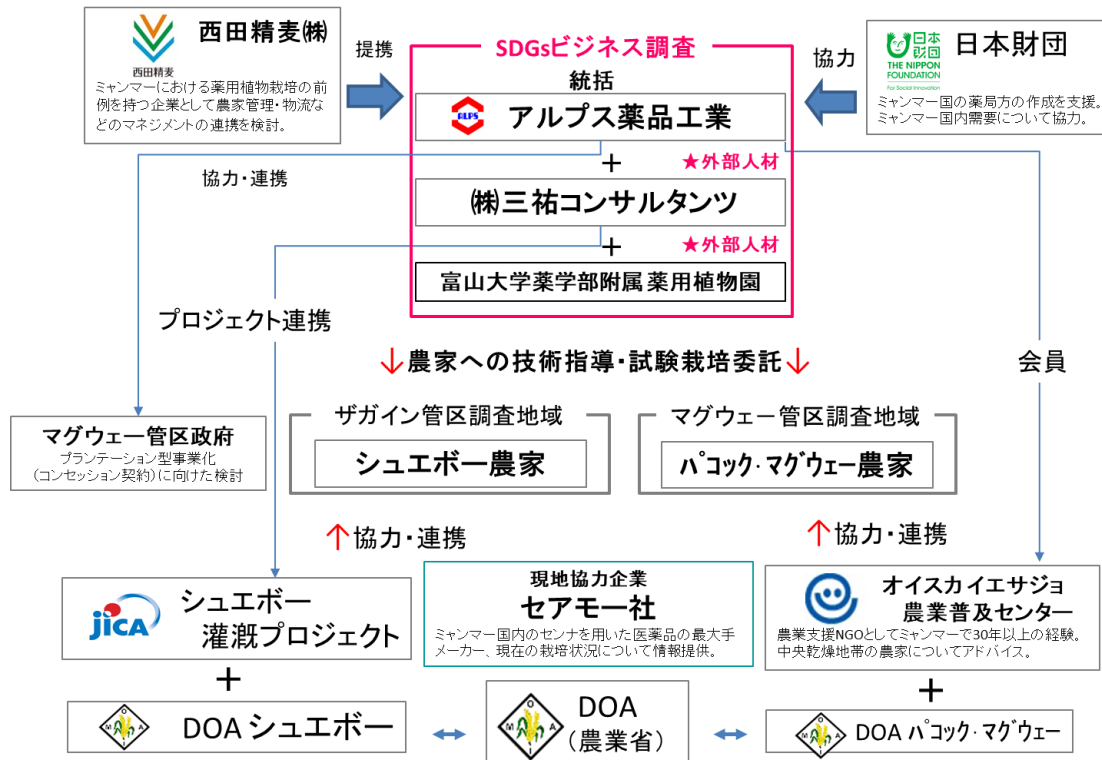 西田精麦㈱
西田精麦
ミャンマーにおける薬用植物栽培の前
例を持つ企業として農家管理・物流な
どのマネジメントの連携を検討。
提携
SDGsビジネス調査
統括
ALPS
アルプス薬品工業
+
★外部人材
㈱三祐コンサルタンツ
+
★外部人材
富山大学薬学部附属薬用植物園
協力
日本
財団
THE NIPPON
FOUNDATION
For Social Innovation
日本財団
ミャンマー国の薬局方の作成を支援。
ミャンマー国内需要について協力。
協力・連携
プロジェクト連携
会員
↓農家への技術指導・試験栽培委託↓
マグウェー管区政府
プランテーション型事業化
(コンセッション契約)に向けた検討
ザガイン管区調査地域
シュエボー農家
マグウェー管区調査地域
ﾊﾟコック・マグウェー農家
↑協力・連携
↑協力・連携
jICA
シュエボー
灌漑プロジェクト
現地協力企業
セアモー社
ミャンマー国内のセンナを用いた医薬品の最大手
メーカー、現在の栽培状況について情報提供。
オイスカイエサジョ
農業普及センター
農業支援NGOとしてミャンマーで30年以上の経験。
中央乾燥地帯の農家についてアドバイス。
+
+
M O A I
DOA シュエボー
M O A I
DOA
(農業省)
M O A I
DOA ﾊﾟコック・マグウェー